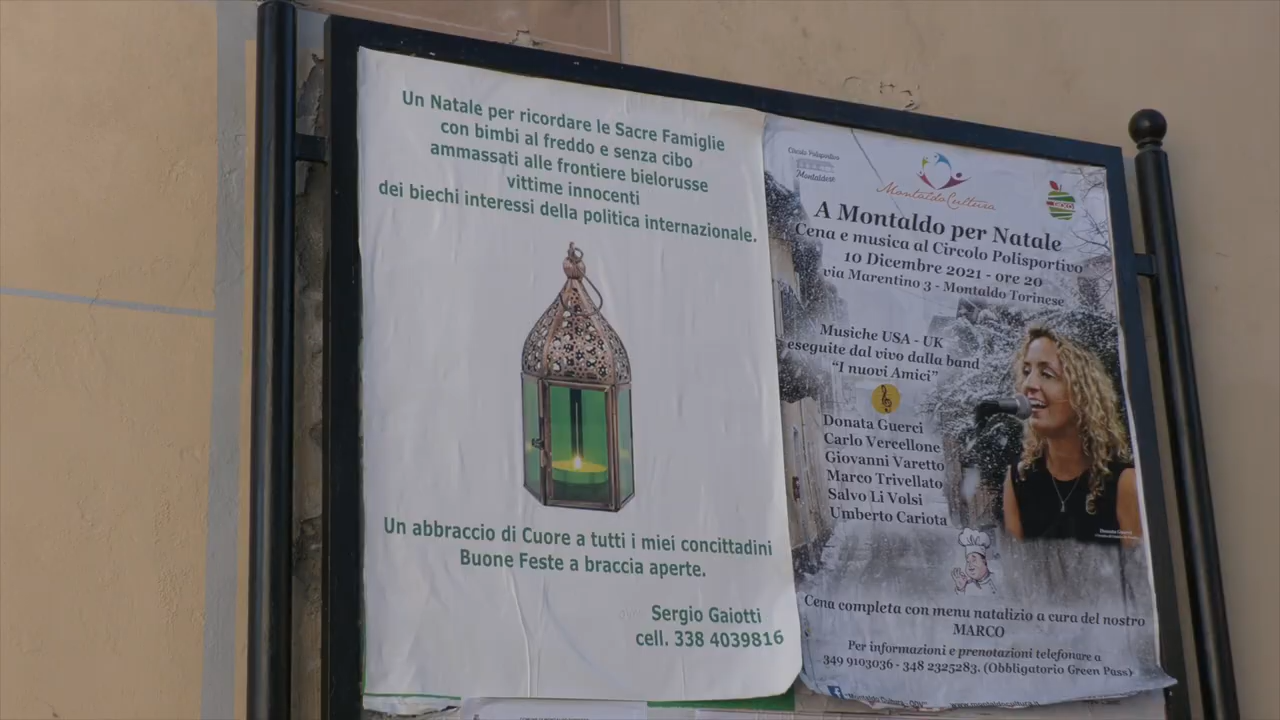 Un Natale per ricordare le Sacre Famiglie
con bimbi al freddo e senza cibo
ammassati alle frontiere bielorusse
vittime innocenti
dei biechi interessi della politica internazionale.
Un abbraccio di Cuore a tutti i miei concittadini
Buone Feste a braccia aperte.
Sergio Gaiotti
cell. 338 4039816
Circolo Polisportivo
Montaldese
MontaldoCultura
A Montaldo per Natale
Cena e musica al Circolo Polisportivo
10 Dicembre 2021 - ore 20
via Marentino 3 - Montaldo Torinese
Musiche USA - UK
eseguite dal vivo dalla band
“I nuovi Amici”
Donata Guerci
Carlo Vercellone
Giovanni Varetto
Marco Trivellato
Salvo Li Volsi
Umberto Cariota
Donata Guerci
Cena completa con menu natalizio a cura del nostro
MARCO
Per informazioni e prenotazioni telefonare a
349 9103036 - 348 2325283. (Obbligatorio Green Pass)